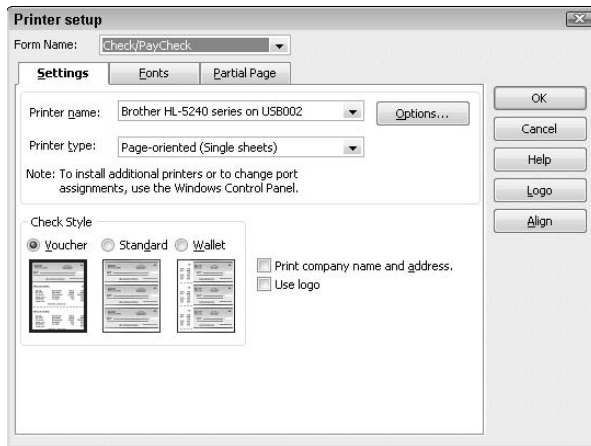 Printer setup
Form Name: Check/PayCheck
Settings Fonts Partial Page
Printer name: Brother HL-5240 series on USB002 Options...
Printer type: Page-oriented (Single sheets)
Note: To install additional printers or to change port
assignments, use the Windows Control Panel.
Check Style
Voucher Standard Wallet
Print company name and address.
Use logo
OK
Cancel
Help
Logo
Align